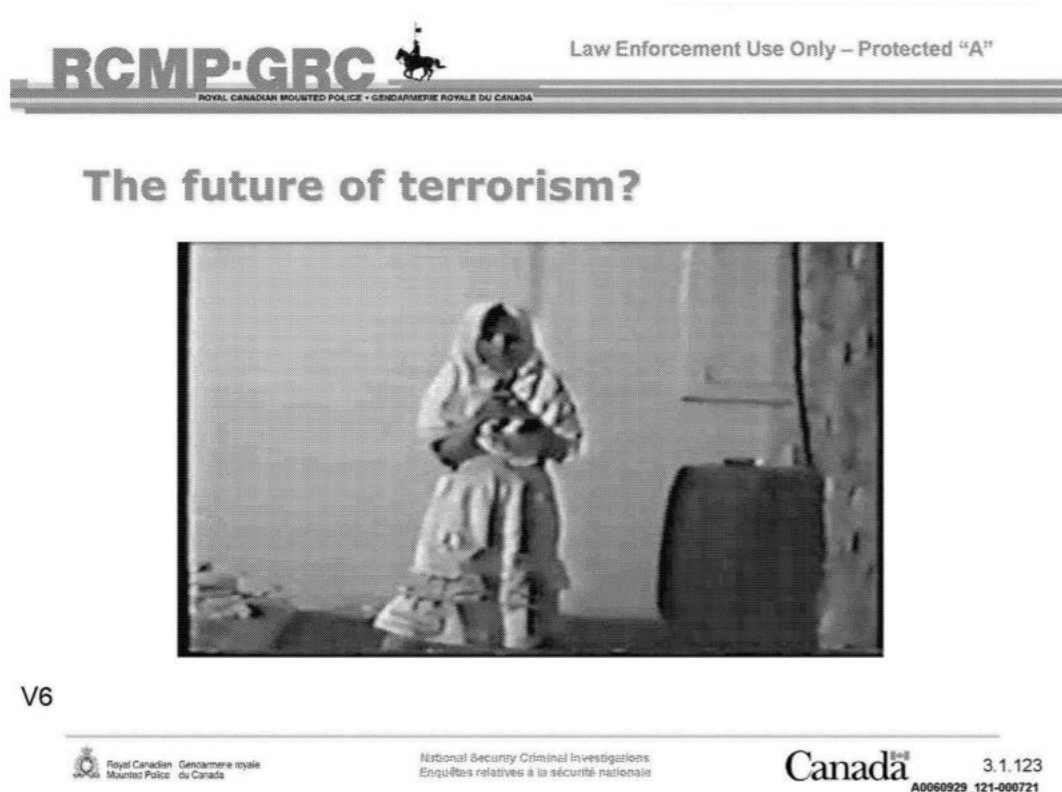 RCMP·GRC
Law Enforcement Use Only – Protected “A”
ROYAL CANADIAN MOUNTED POLICE • GENDARMERIE ROYALE DU CANADA
The future of terrorism?
V6
Royal Canadian Gendarmerie royale
Mounted Police du Canada
National Security Criminal Investigations
Enquêtes relatives à la sécurité nationale
Canada
3.1.123
A0060929_121-000721